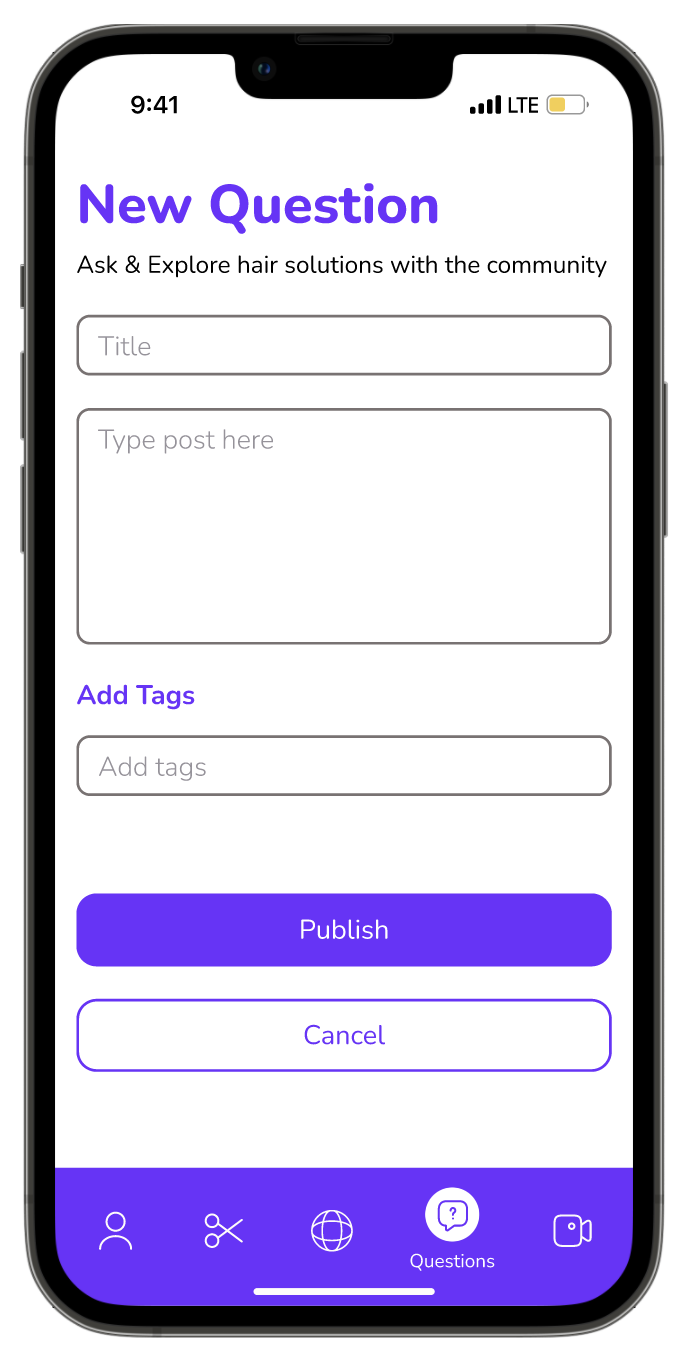 9:41 LTE
New Question
Ask & Explore hair solutions with the community
Title
Type post here
Add Tags
Add tags
Publish
Cancel
?
Questions